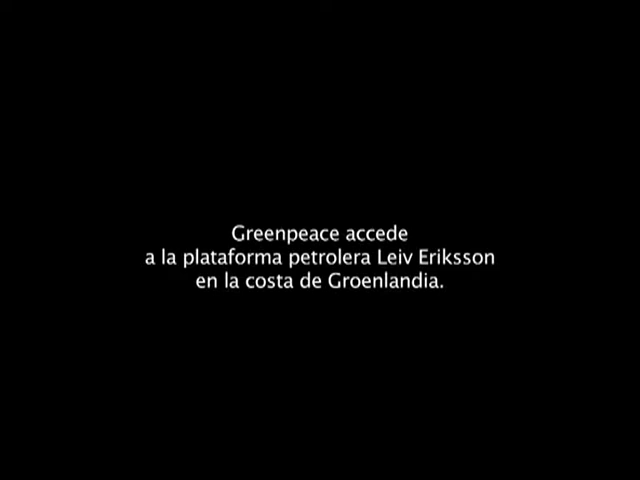 Greenpeace accede
a la plataforma petrolera Leiv Eriksson
en la costa de Groenlandia.